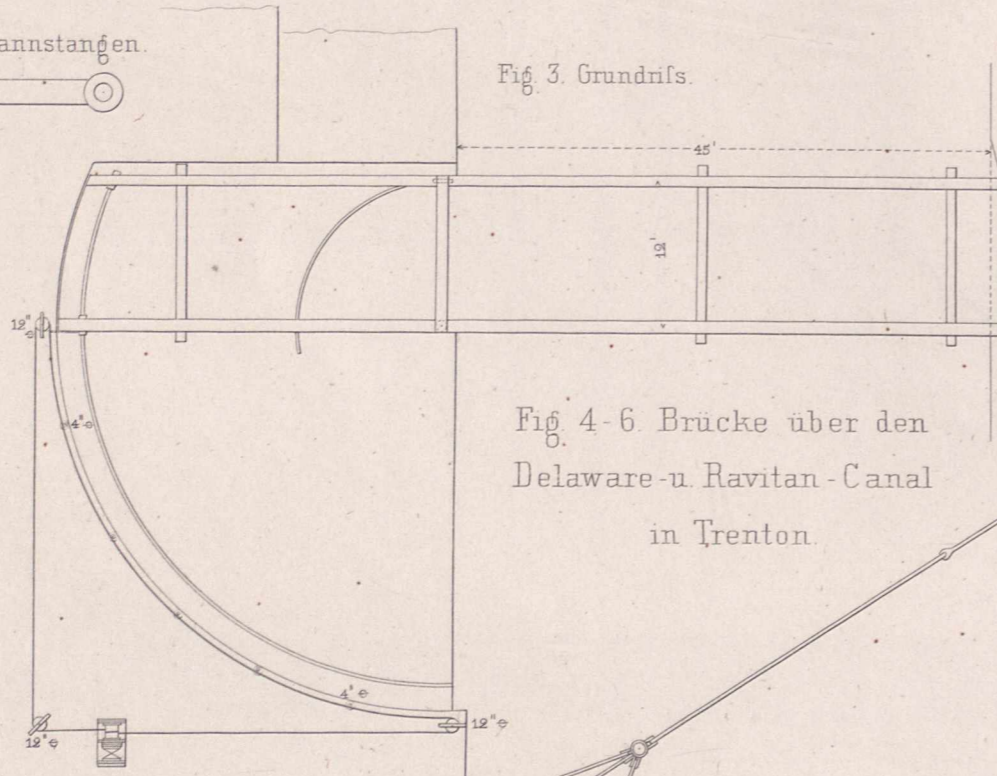 annstangen.
Fig. 3. Grundriſs.
45'
12'
12" ⌀
4" ⌀
Fig. 4-6. Brücke über den
Delaware-u. Ravitan-Canal
in Trenton.
4" ⌀
12" ⌀
12" ⌀